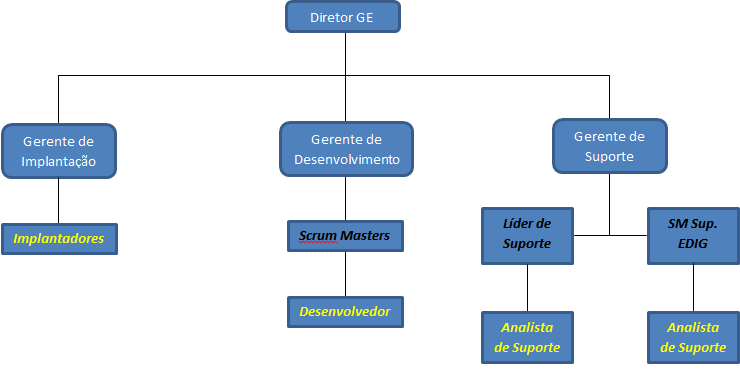 Diretor GE
Gerente de
Implantação
Gerente de
Desenvolvimento
Gerente de
Suporte
Implantadores
Scrum Masters
Líder de
Suporte
SM Sup.
EDIG
Desenvolvedor
Analista
de Suporte
Analista
de Suporte